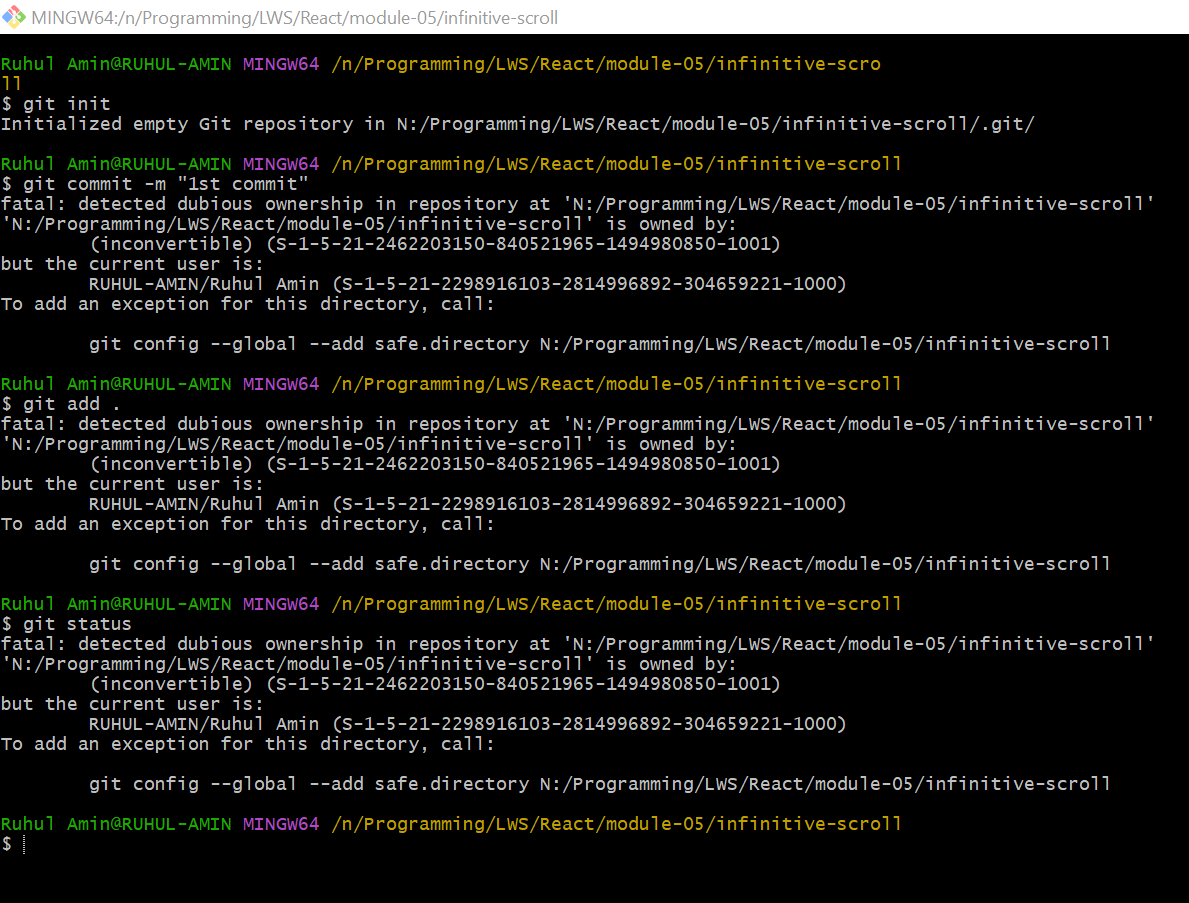 MINGW64:/n/Programming/LWS/React/module-05/infinitive-scroll
Ruhul Amin@RUHUL-AMIN MINGW64 /n/Programming/LWS/React/module-05/infinitive-scro
ll
$ git init
Initialized empty Git repository in N:/Programming/LWS/React/module-05/infinitive-scroll/.git/
Ruhul Amin@RUHUL-AMIN MINGW64 /n/Programming/LWS/React/module-05/infinitive-scroll
$ git commit -m "1st commit"
fatal: detected dubious ownership in repository at 'N:/Programming/LWS/React/module-05/infinitive-scroll'
'N:/Programming/LWS/React/module-05/infinitive-scroll' is owned by:
        (inconvertible) (S-1-5-21-2462203150-840521965-1494980850-1001)
but the current user is:
        RUHUL-AMIN/Ruhul Amin (S-1-5-21-2298916103-2814996892-304659221-1000)
To add an exception for this directory, call:
        git config --global --add safe.directory N:/Programming/LWS/React/module-05/infinitive-scroll
Ruhul Amin@RUHUL-AMIN MINGW64 /n/Programming/LWS/React/module-05/infinitive-scroll
$ git add .
fatal: detected dubious ownership in repository at 'N:/Programming/LWS/React/module-05/infinitive-scroll'
'N:/Programming/LWS/React/module-05/infinitive-scroll' is owned by:
        (inconvertible) (S-1-5-21-2462203150-840521965-1494980850-1001)
but the current user is:
        RUHUL-AMIN/Ruhul Amin (S-1-5-21-2298916103-2814996892-304659221-1000)
To add an exception for this directory, call:
        git config --global --add safe.directory N:/Programming/LWS/React/module-05/infinitive-scroll
Ruhul Amin@RUHUL-AMIN MINGW64 /n/Programming/LWS/React/module-05/infinitive-scroll
$ git status
fatal: detected dubious ownership in repository at 'N:/Programming/LWS/React/module-05/infinitive-scroll'
'N:/Programming/LWS/React/module-05/infinitive-scroll' is owned by:
        (inconvertible) (S-1-5-21-2462203150-840521965-1494980850-1001)
but the current user is:
        RUHUL-AMIN/Ruhul Amin (S-1-5-21-2298916103-2814996892-304659221-1000)
To add an exception for this directory, call:
        git config --global --add safe.directory N:/Programming/LWS/React/module-05/infinitive-scroll
Ruhul Amin@RUHUL-AMIN MINGW64 /n/Programming/LWS/React/module-05/infinitive-scroll
$